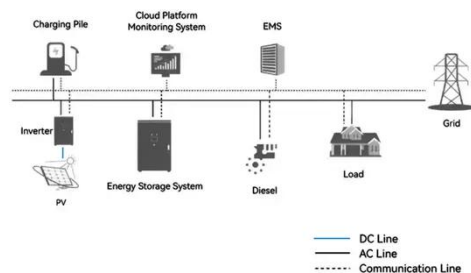 Charging Pile
Cloud Platform
Monitoring System
EMS
Grid
Inverter
PV
Energy Storage System
Diesel
Load
DC Line
AC Line
Communication Line